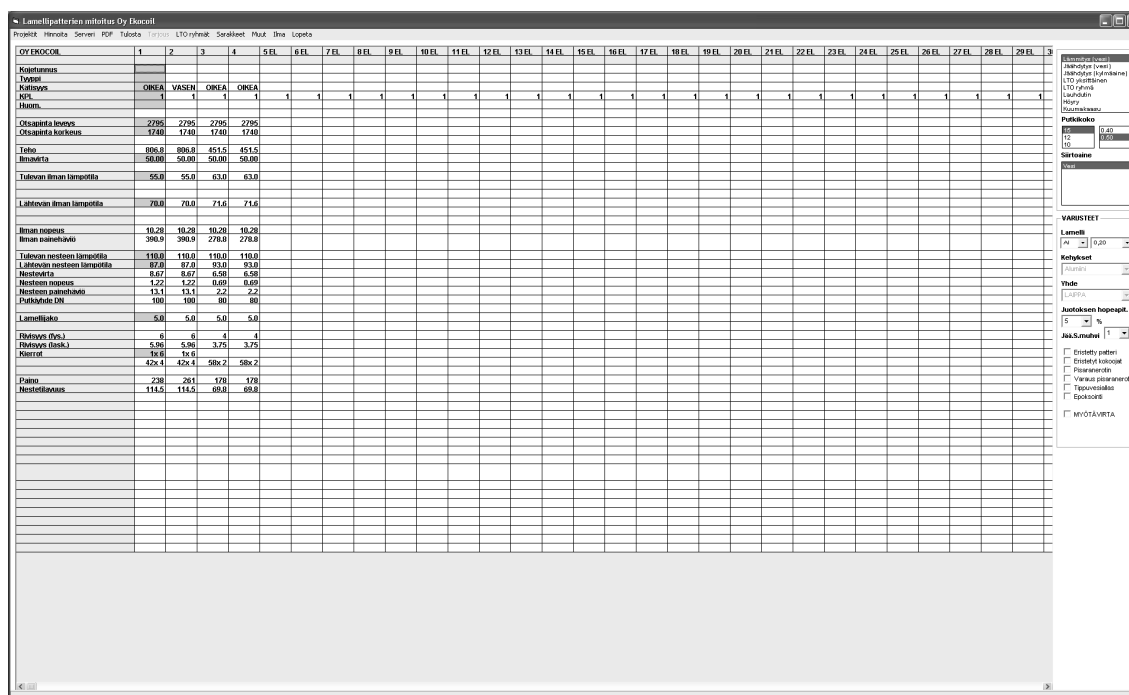 Lamellipatterien mitoitus Oy Ekocoil
Projektit Hinnoita Serveri PDF Tulosta Tarjous LTO ryhmät Sarakkeet Muut Ilma Lopeta
OY EKOCOIL 1 2 3 4 5 EL 6 EL 7 EL 8 EL 9 EL 10 EL 11 EL 12 EL 13 EL 14 EL 15 EL 16 EL 17 EL 18 EL 19 EL 20 EL 21 EL 22 EL 23 EL 24 EL 25 EL 26 EL 27 EL 28 EL 29 EL 3
Kojetunnus
Tyyppi
Kätisyys OIKEA VASEN OIKEA OIKEA
KPL 1 1 1 1 1 1 1 1 1 1 1 1 1 1 1 1 1 1 1 1 1 1 1 1 1 1 1 1 1
Huom.
Otsapinta leveys 2795 2795 2795 2795
Otsapinta korkeus 1740 1740 1740 1740
Teho 806.8 806.8 451.5 451.5
Ilmavirta 50.00 50.00 50.00 50.00
Tulevan ilman lämpötila 55.0 55.0 63.0 63.0
Lähtevän ilman lämpötila 70.0 70.0 71.6 71.6
Ilman nopeus 10.28 10.28 10.28 10.28
Ilman painehäviö 390.9 390.9 278.8 278.8
Tulevan nesteen lämpötila 110.0 110.0 110.0 110.0
Lähtevän nesteen lämpötila 87.0 87.0 93.0 93.0
Nestevirta 8.67 8.67 6.58 6.58
Nesteen nopeus 1.22 1.22 0.69 0.69
Nesteen painehäviö 13.1 13.1 2.2 2.2
Putkiyhde DN 100 100 80 80
Lamellijako 5.0 5.0 5.0 5.0
Rivisyys (fys.) 6 6 4 4
Rivisyys (lask.) 5.96 5.96 3.75 3.75
Kierrot 1x 6 1x 6
42x 4 42x 4 58x 2 58x 2
Paino 238 261 178 178
Nestetilavuus 114.5 114.5 69.8 69.8
Lämmitys (vesi)
Jäähdytys (vesi)
Jäähdytys (kylmäaine)
LTO yksittäinen
LTO ryhmä
Lauhdutin
Höyry
Kuumakaasu
Putkikoko
15 0,40
12 0,50
10
Siirtoaine
Vesi
VARUSTEET
Lamelli
Al 0,20
Kehykset
Alumiini
Yhde
LAIPPA
Juotoksen hopeapit.
5 %
Jää.S.muhvi 1
Eristetty patteri
Eristetyt kokoojat
Pisaranerotin
Varaus pisaranerot
Tippuvesiallas
Epoksointi
MYÖTÄVIRTA